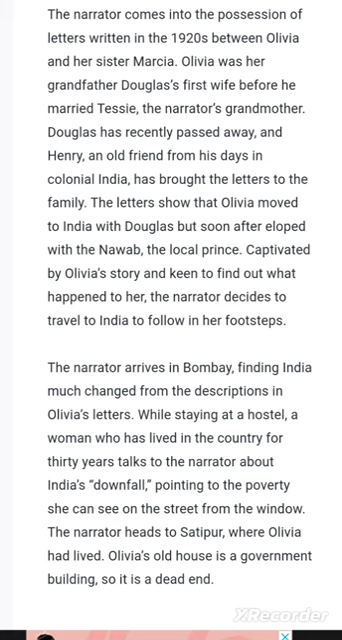 The narrator comes into the possession of
letters written in the 1920s between Olivia
and her sister Marcia. Olivia was her
grandfather Douglas’s first wife before he
married Tessie, the narrator’s grandmother.
Douglas has recently passed away, and
Henry, an old friend from his days in
colonial India, has brought the letters to the
family. The letters show that Olivia moved
to India with Douglas but soon after eloped
with the Nawab, the local prince. Captivated
by Olivia’s story and keen to find out what
happened to her, the narrator decides to
travel to India to follow in her footsteps.
The narrator arrives in Bombay, finding India
much changed from the descriptions in
Olivia’s letters. While staying at a hostel, a
woman who has lived in the country for
thirty years talks to the narrator about
India’s “downfall,” pointing to the poverty
she can see on the street from the window.
The narrator heads to Satipur, where Olivia
had lived. Olivia’s old house is a government
building, so it is a dead end.
XRecorder